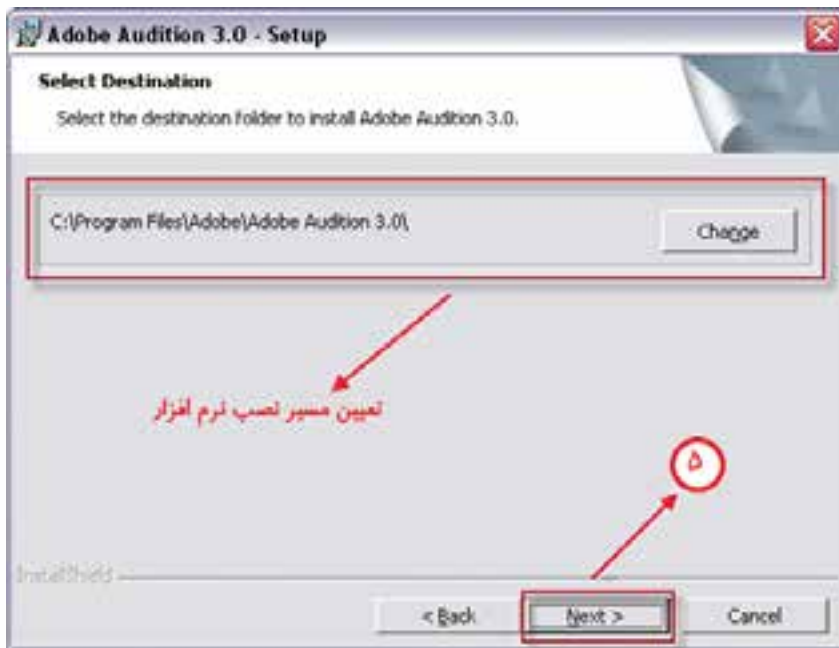 Adobe Audition 3.0 - Setup
Select Destination
Select the destination folder to install Adobe Audition 3.0.
C:\Program Files\Adobe\Adobe Audition 3.0\
Change
تعیین مسیر نصب نرم افزار
۵
InstallShield
< Back
Next >
Cancel